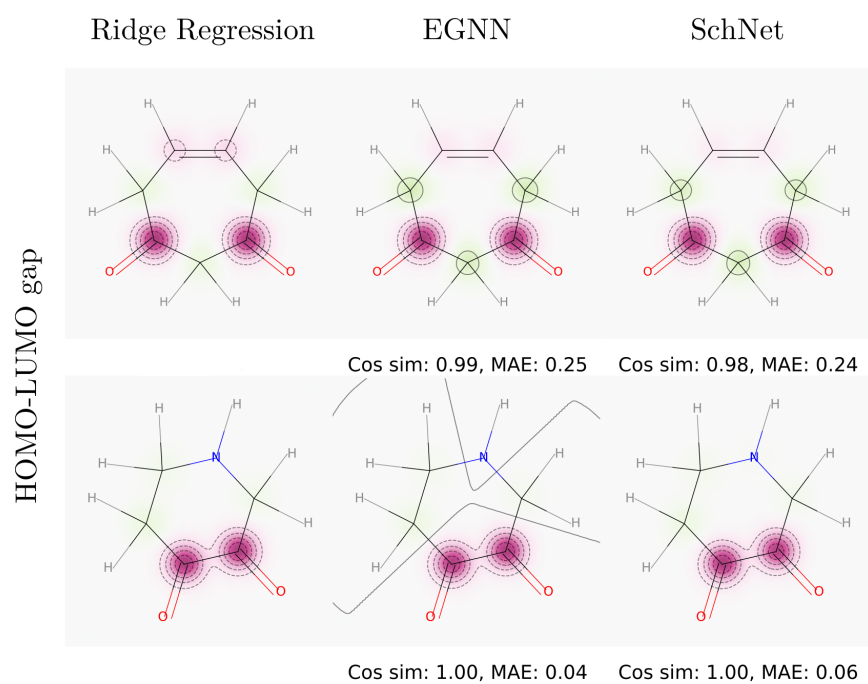 Ridge Regression EGNN SchNet
HOMO-LUMO gap
H H H H H H
H H H H H H
H H H H H H
O O O O O O
H H H H H H
Cos sim: 0.99, MAE: 0.25 Cos sim: 0.98, MAE: 0.24
H H H H H H
N H N H N H
H H H
H H H H H H
H H H
O O O O O O
Cos sim: 1.00, MAE: 0.04 Cos sim: 1.00, MAE: 0.06